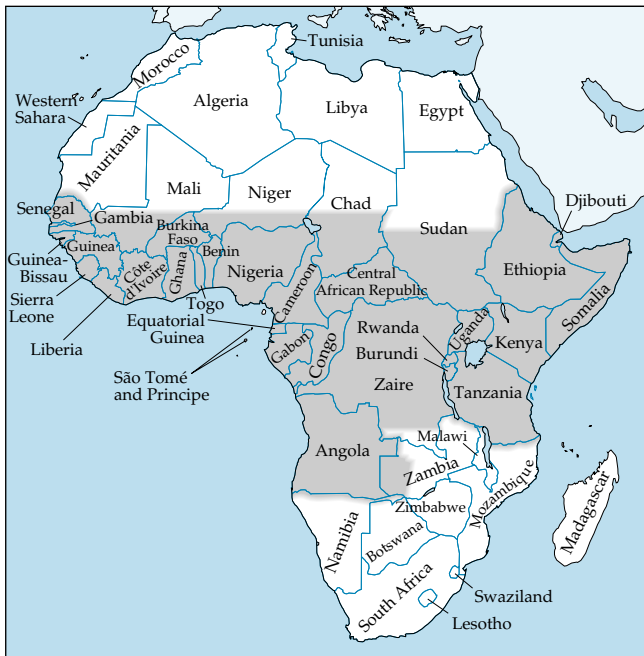 Tunisia
Morocco
Algeria
Libya
Egypt
Western
Sahara
Mauritania
Mali
Niger
Chad
Sudan
Djibouti
Senegal
Gambia
Burkina
Faso
Guinea
Benin
Nigeria
Ethiopia
Guinea-
Bissau
Côte
d'Ivoire
Ghana
Cameroon
Central
African Republic
Somalia
Sierra
Leone
Togo
Liberia
Equatorial
Guinea
Gabon
Congo
Rwanda
Burundi
Uganda
Kenya
São Tomé
and Principe
Zaire
Tanzania
Angola
Malawi
Zambia
Mozambique
Zimbabwe
Madagascar
Namibia
Botswana
South Africa
Swaziland
Lesotho